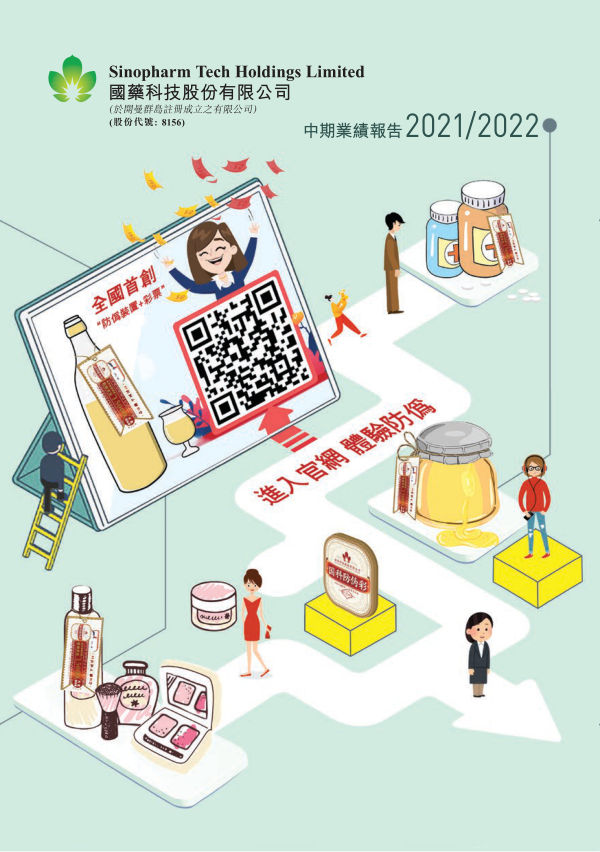 Sinopharm Tech Holdings Limited
國藥科技股份有限公司
(於開曼群島註冊成立之有限公司)
(股份代號: 8156)
中期業績報告 2021/2022
全國首創
“防偽裝置+彩票”
進入官網 體驗防偽
国科防伪彩